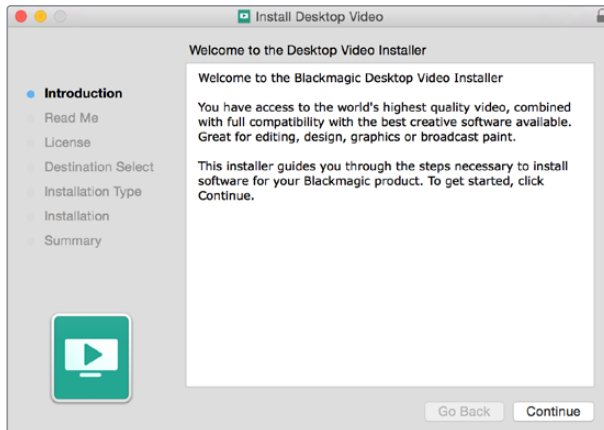 Install Desktop Video
Welcome to the Desktop Video Installer
Introduction
Read Me
License
Destination Select
Installation Type
Installation
Summary
Welcome to the Blackmagic Desktop Video Installer
You have access to the world's highest quality video, combined
with full compatibility with the best creative software available.
Great for editing, design, graphics or broadcast paint.
This installer guides you through the steps necessary to install
software for your Blackmagic product. To get started, click
Continue.
Go Back
Continue